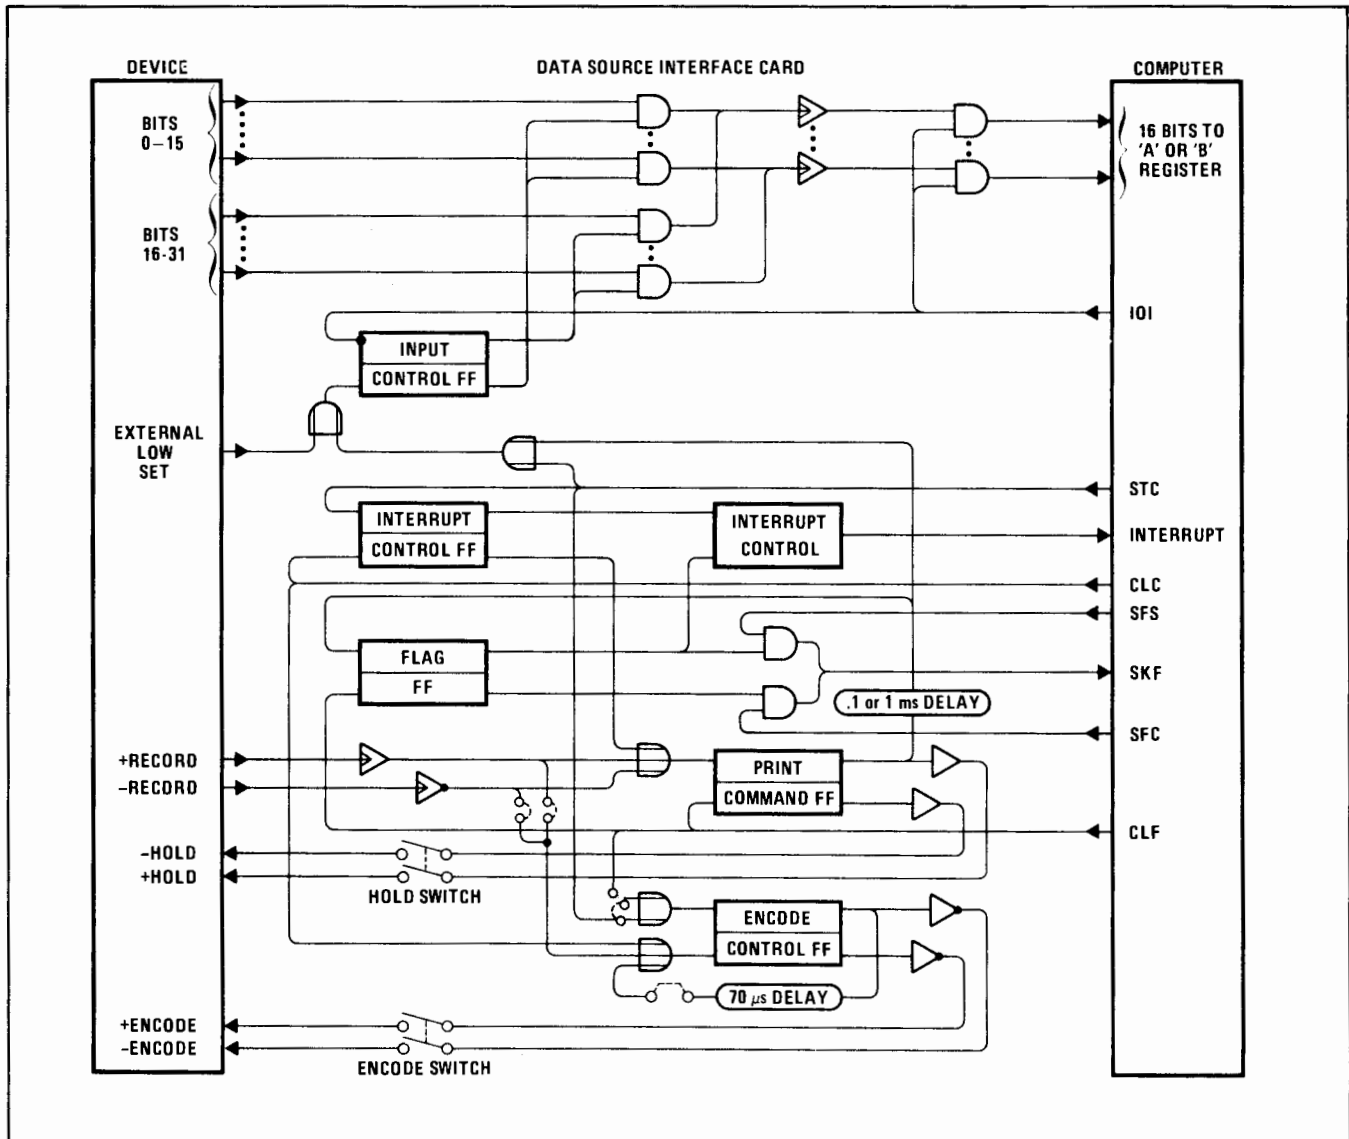 DEVICE
DATA SOURCE INTERFACE CARD
COMPUTER
BITS
0–15
16 BITS TO
'A' OR 'B'
REGISTER
BITS
16-31
IOI
INPUT
CONTROL FF
EXTERNAL
LOW
SET
STC
INTERRUPT
CONTROL FF
INTERRUPT
CONTROL
INTERRUPT
CLC
SFS
FLAG
FF
SKF
.1 or 1 ms DELAY
SFC
+RECORD
–RECORD
PRINT
COMMAND FF
CLF
–HOLD
+HOLD
HOLD SWITCH
ENCODE
CONTROL FF
70 μs DELAY
+ENCODE
–ENCODE
ENCODE SWITCH